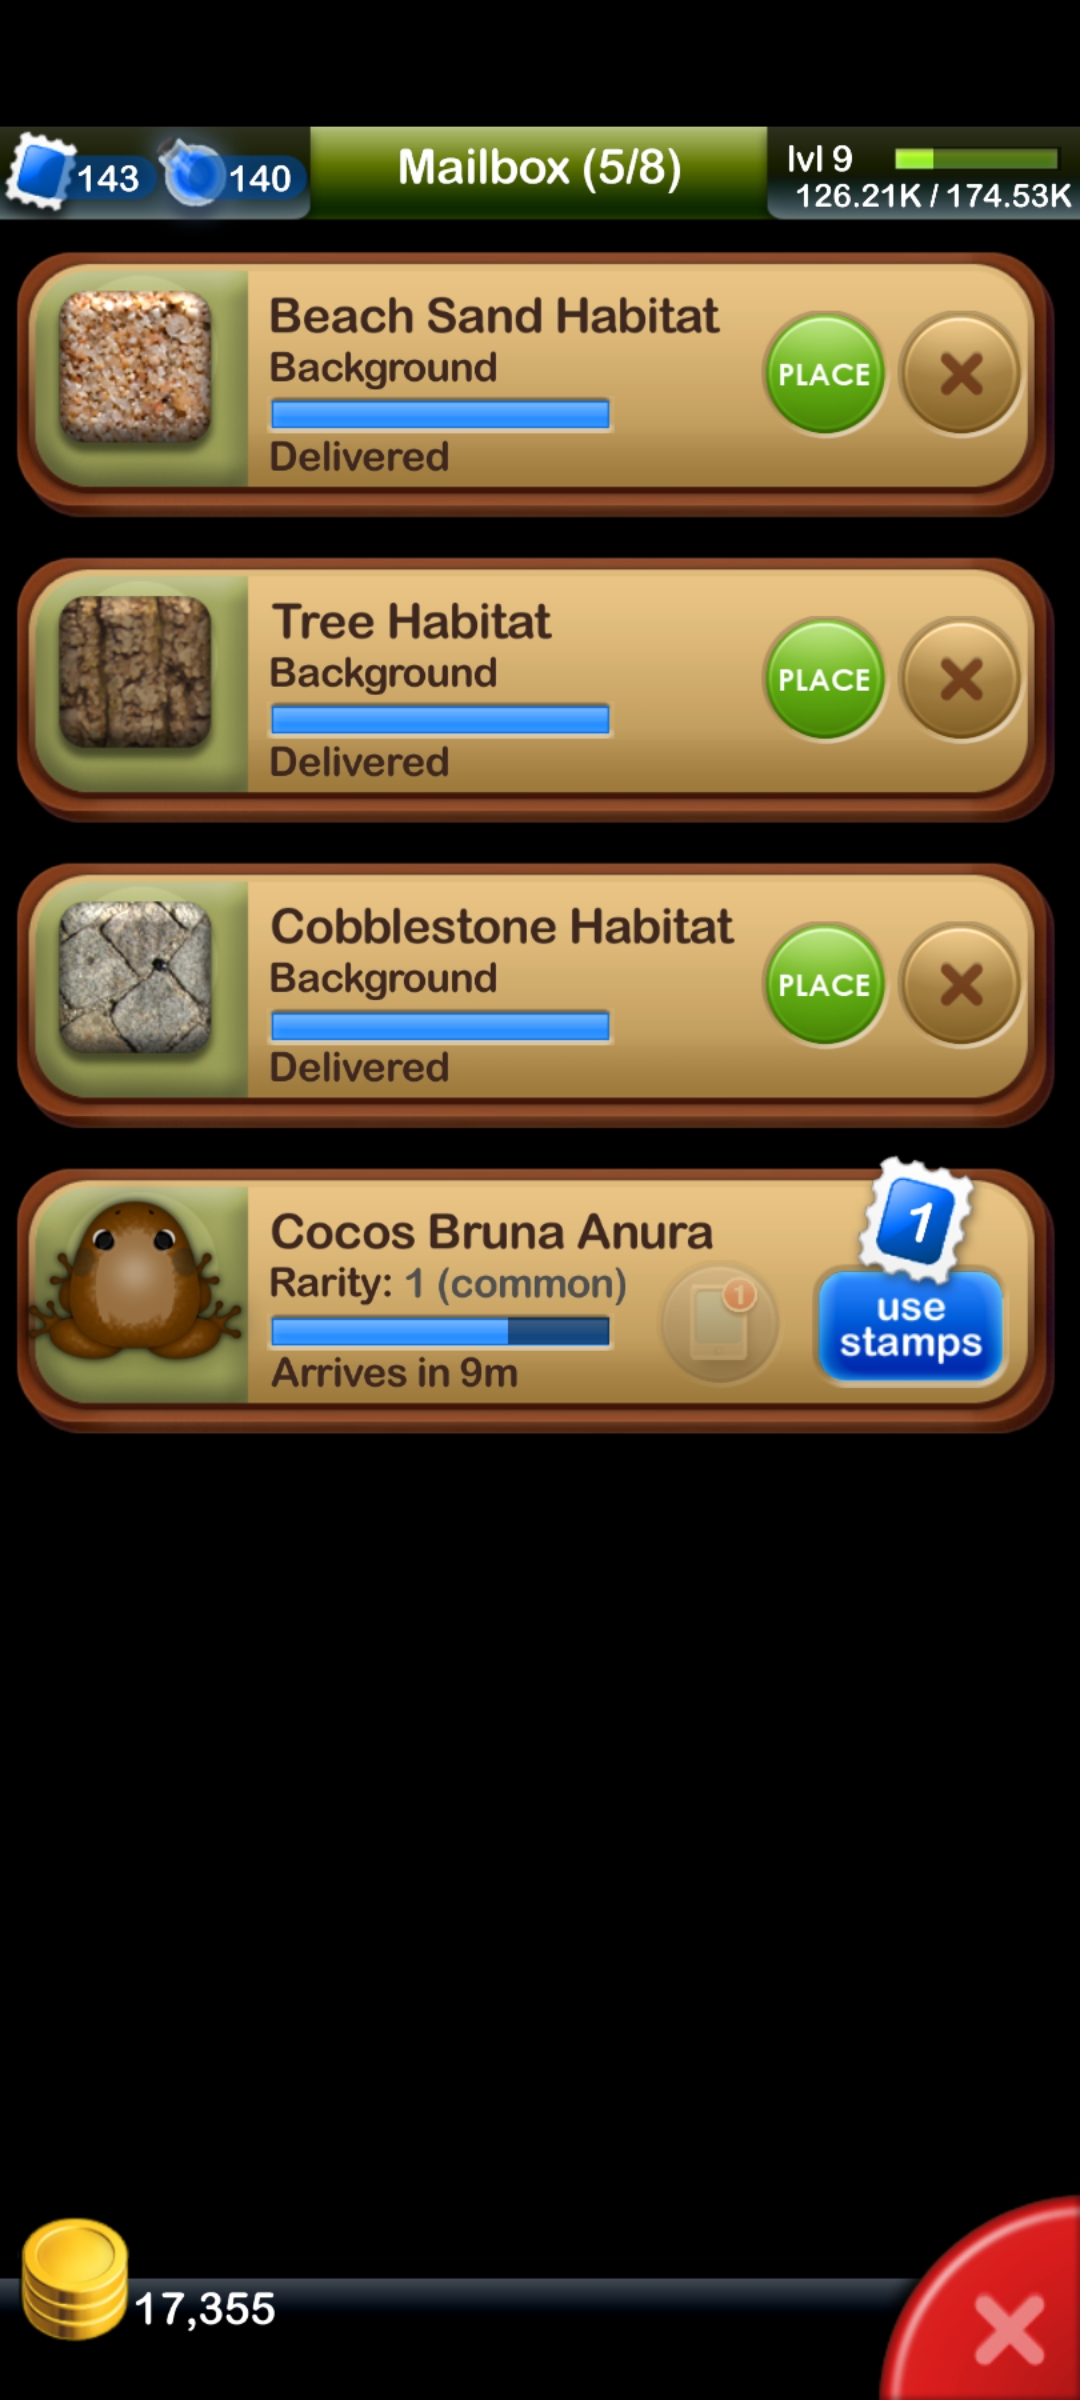 143
140
Mailbox (5/8)
lvl 9
126.21K / 174.53K
Beach Sand Habitat
Background
Delivered
PLACE
Tree Habitat
Background
Delivered
PLACE
Cobblestone Habitat
Background
Delivered
PLACE
Cocos Bruna Anura
Rarity: 1 (common)
Arrives in 9m
1
1
use
stamps
17,355